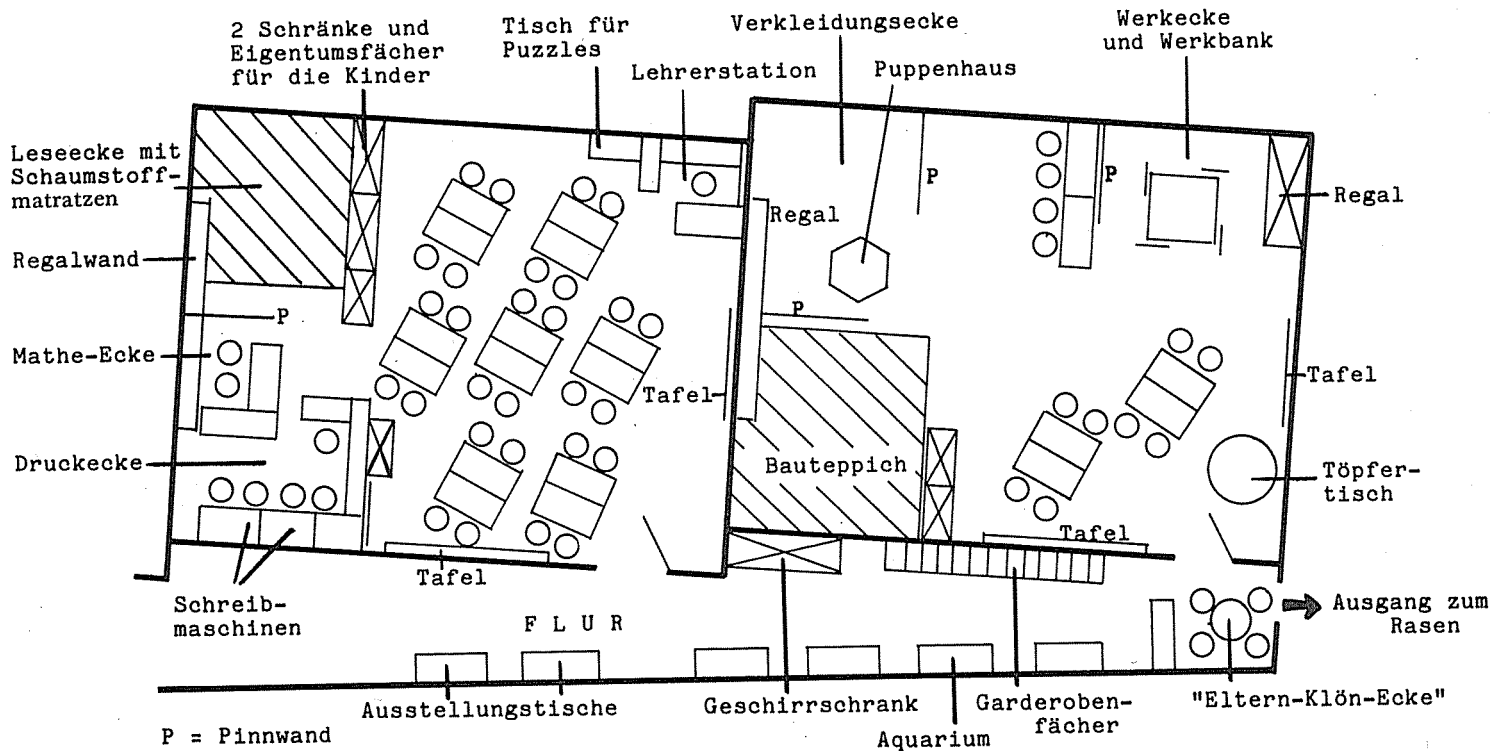 2 Schränke und
Eigentumsfächer
für die Kinder
Tisch für
Puzzles
Lehrerstation
Verkleidungsecke
Puppenhaus
Werkecke
und Werkbank
Leseecke mit
Schaumstoff-
matratzen
Regalwand
P
Mathe-Ecke
Druckecke
Schreib-
maschinen
Tafel
Tafel
Regal
P
P
P
Regal
Tafel
Bauteppich
Töpfer-
tisch
Tafel
F L U R
Ausgang zum
Rasen
Ausstellungstische
Geschirrschrank
Aquarium
Garderoben-
fächer
"Eltern-Klön-Ecke"
P = Pinnwand